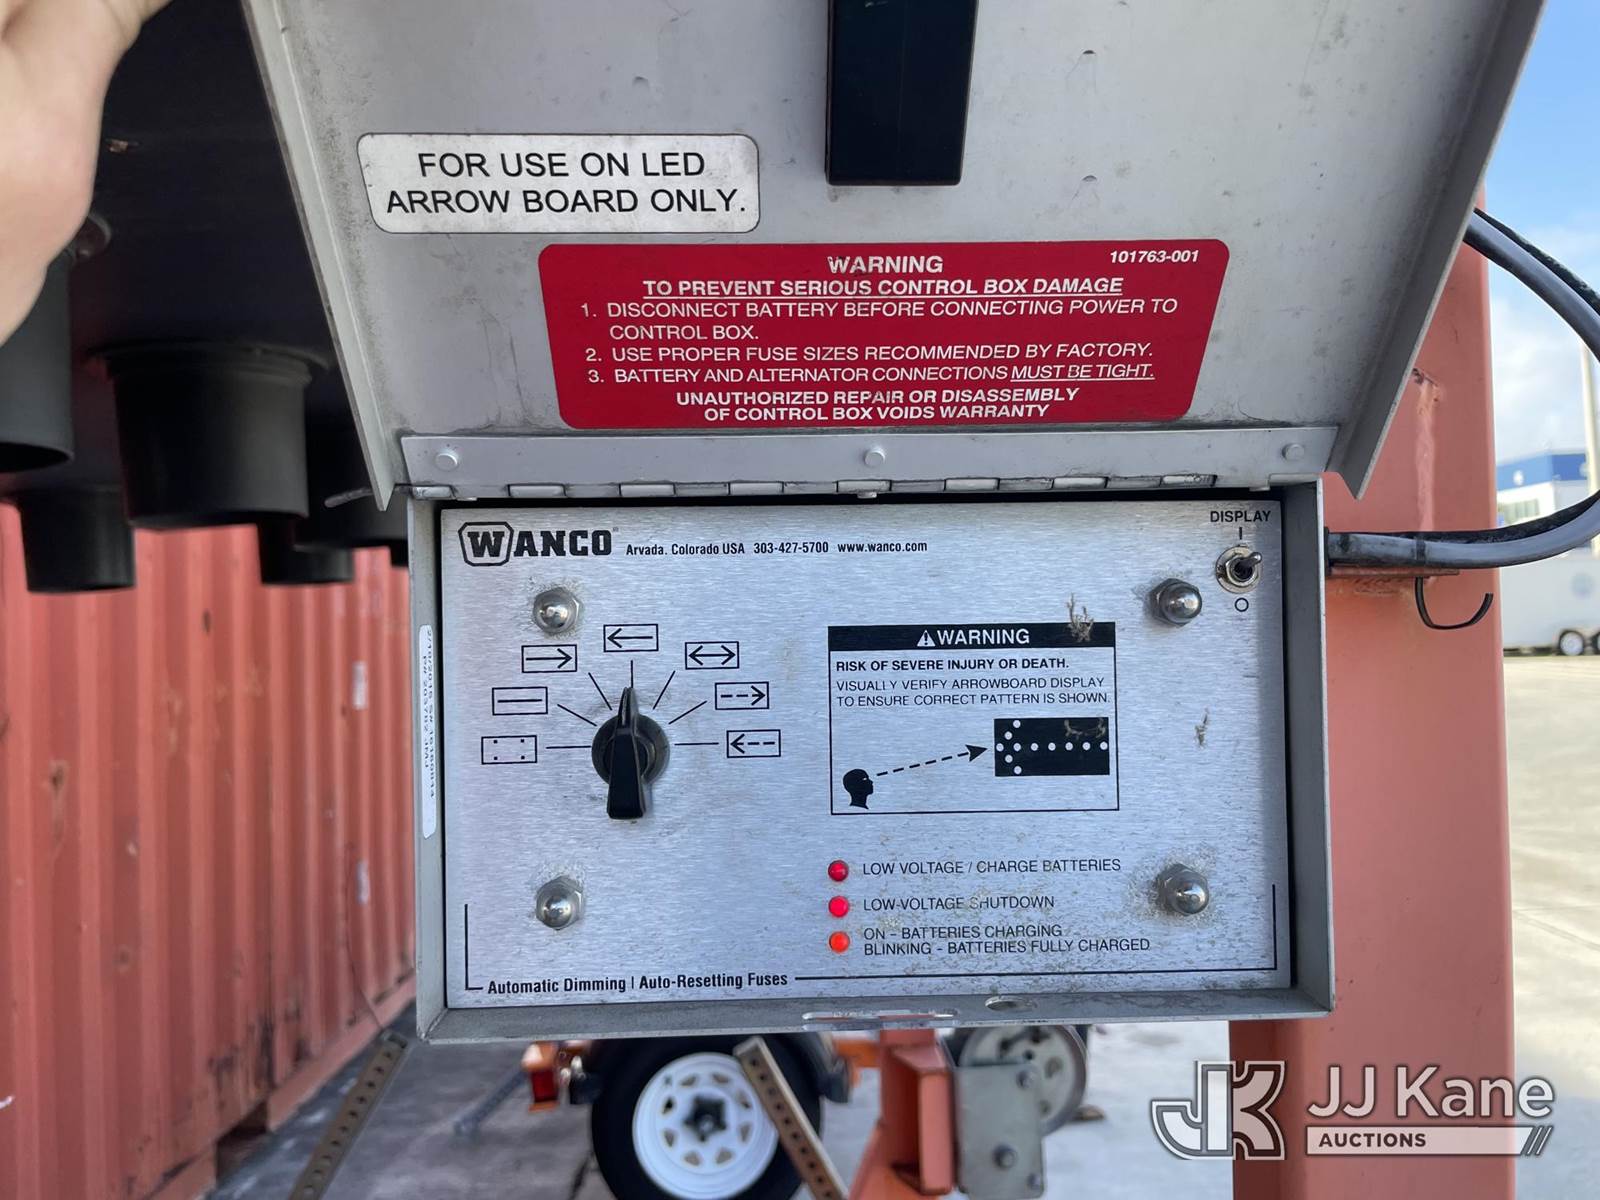 FOR USE ON LED
ARROW BOARD ONLY.
WARNING
101763-001
TO PREVENT SERIOUS CONTROL BOX DAMAGE
1. DISCONNECT BATTERY BEFORE CONNECTING POWER TO
CONTROL BOX.
2. USE PROPER FUSE SIZES RECOMMENDED BY FACTORY.
3. BATTERY AND ALTERNATOR CONNECTIONS MUST BE TIGHT.
UNAUTHORIZED REPAIR OR DISASSEMBLY
OF CONTROL BOX VOIDS WARRANTY
WANCO® Arvada, Colorado USA 303-427-5700 www.wanco.com
DISPLAY
I
O
WARNING
RISK OF SEVERE INJURY OR DEATH.
VISUALLY VERIFY ARROWBOARD DISPLAY
TO ENSURE CORRECT PATTERN IS SHOWN.
LOW VOLTAGE / CHARGE BATTERIES
LOW-VOLTAGE SHUTDOWN
ON - BATTERIES CHARGING
BLINKING - BATTERIES FULLY CHARGED
Automatic Dimming | Auto-Resetting Fuses
JK JJ Kane
AUCTIONS